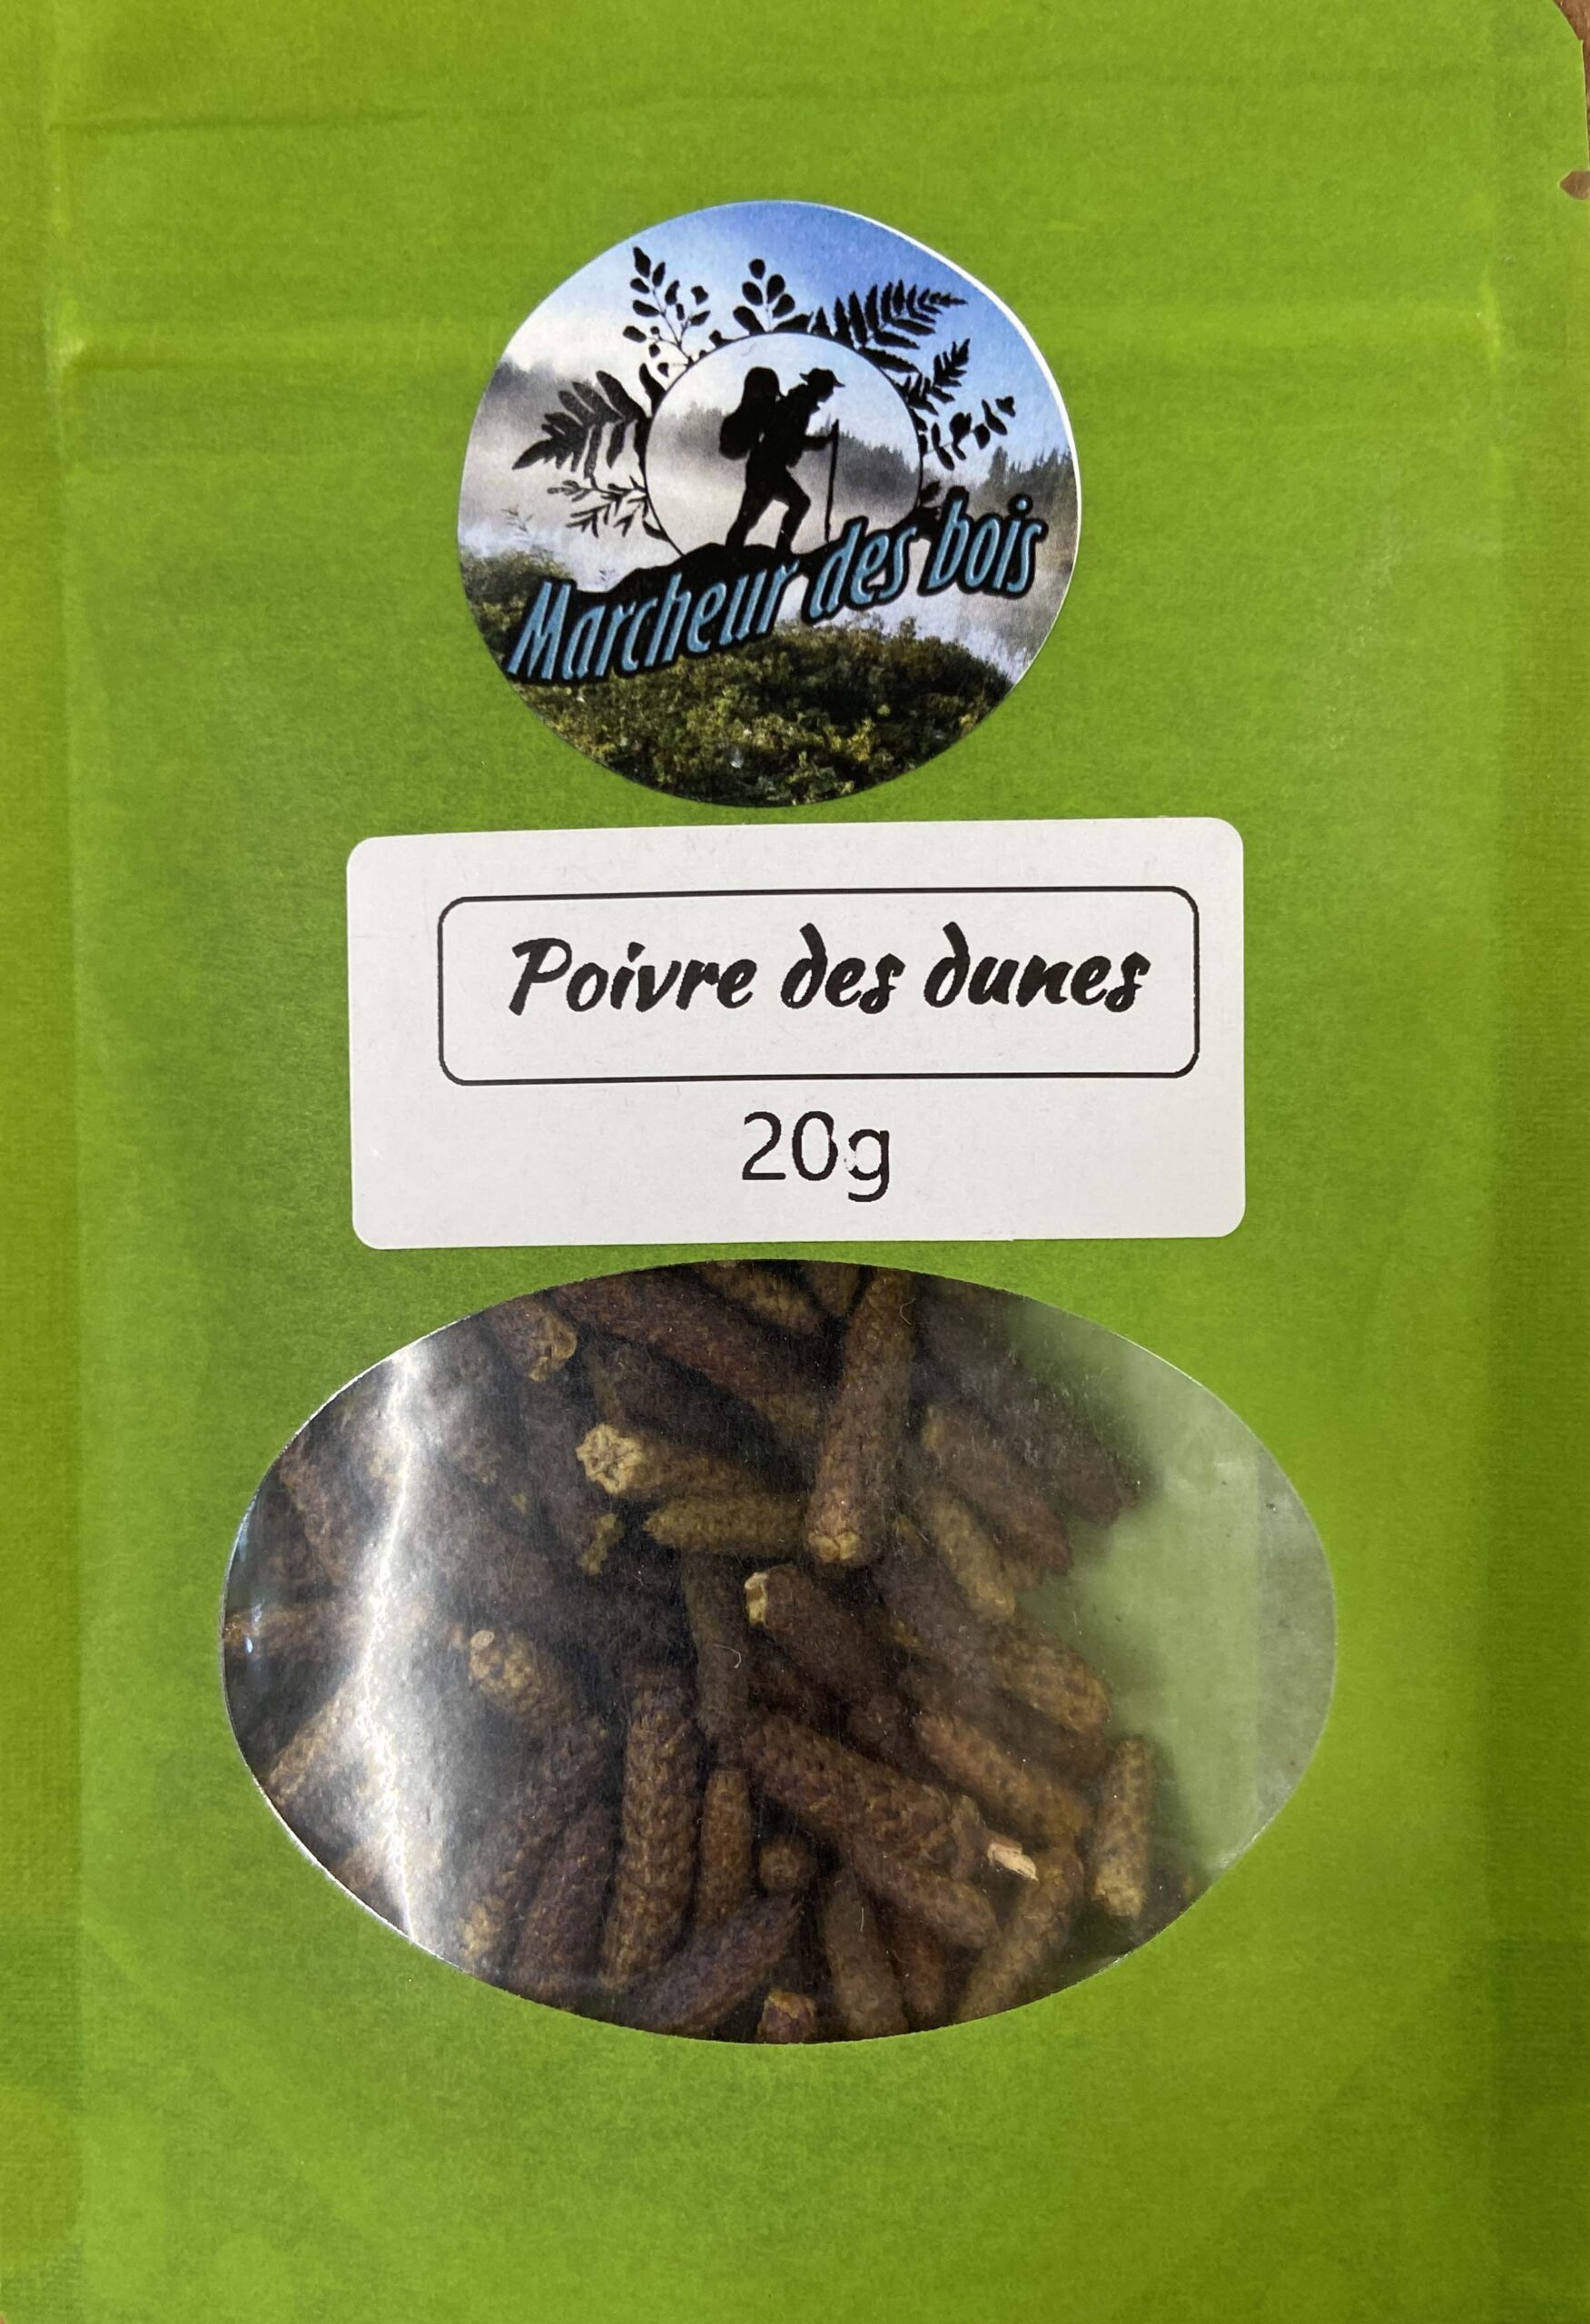 Marcheur des bois
Poivre des dunes
20g